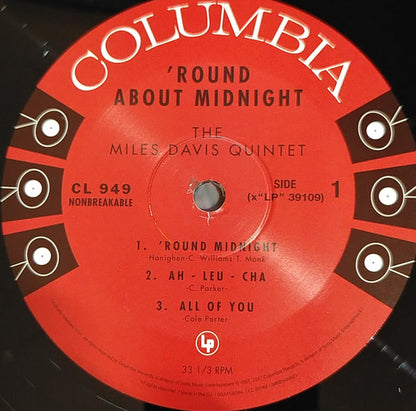 COLUMBIA
'ROUND
ABOUT MIDNIGHT
THE
MILES DAVIS QUINTET
CL 949
NONBREAKABLE
SIDE
(x"LP" 39109)
1
1. 'ROUND MIDNIGHT
Hanighen-C. Williams-T. Monk
2. AH - LEU - CHA
-C. Parker-
3. ALL OF YOU
-Cole Porter-
LP
33 1/3 RPM